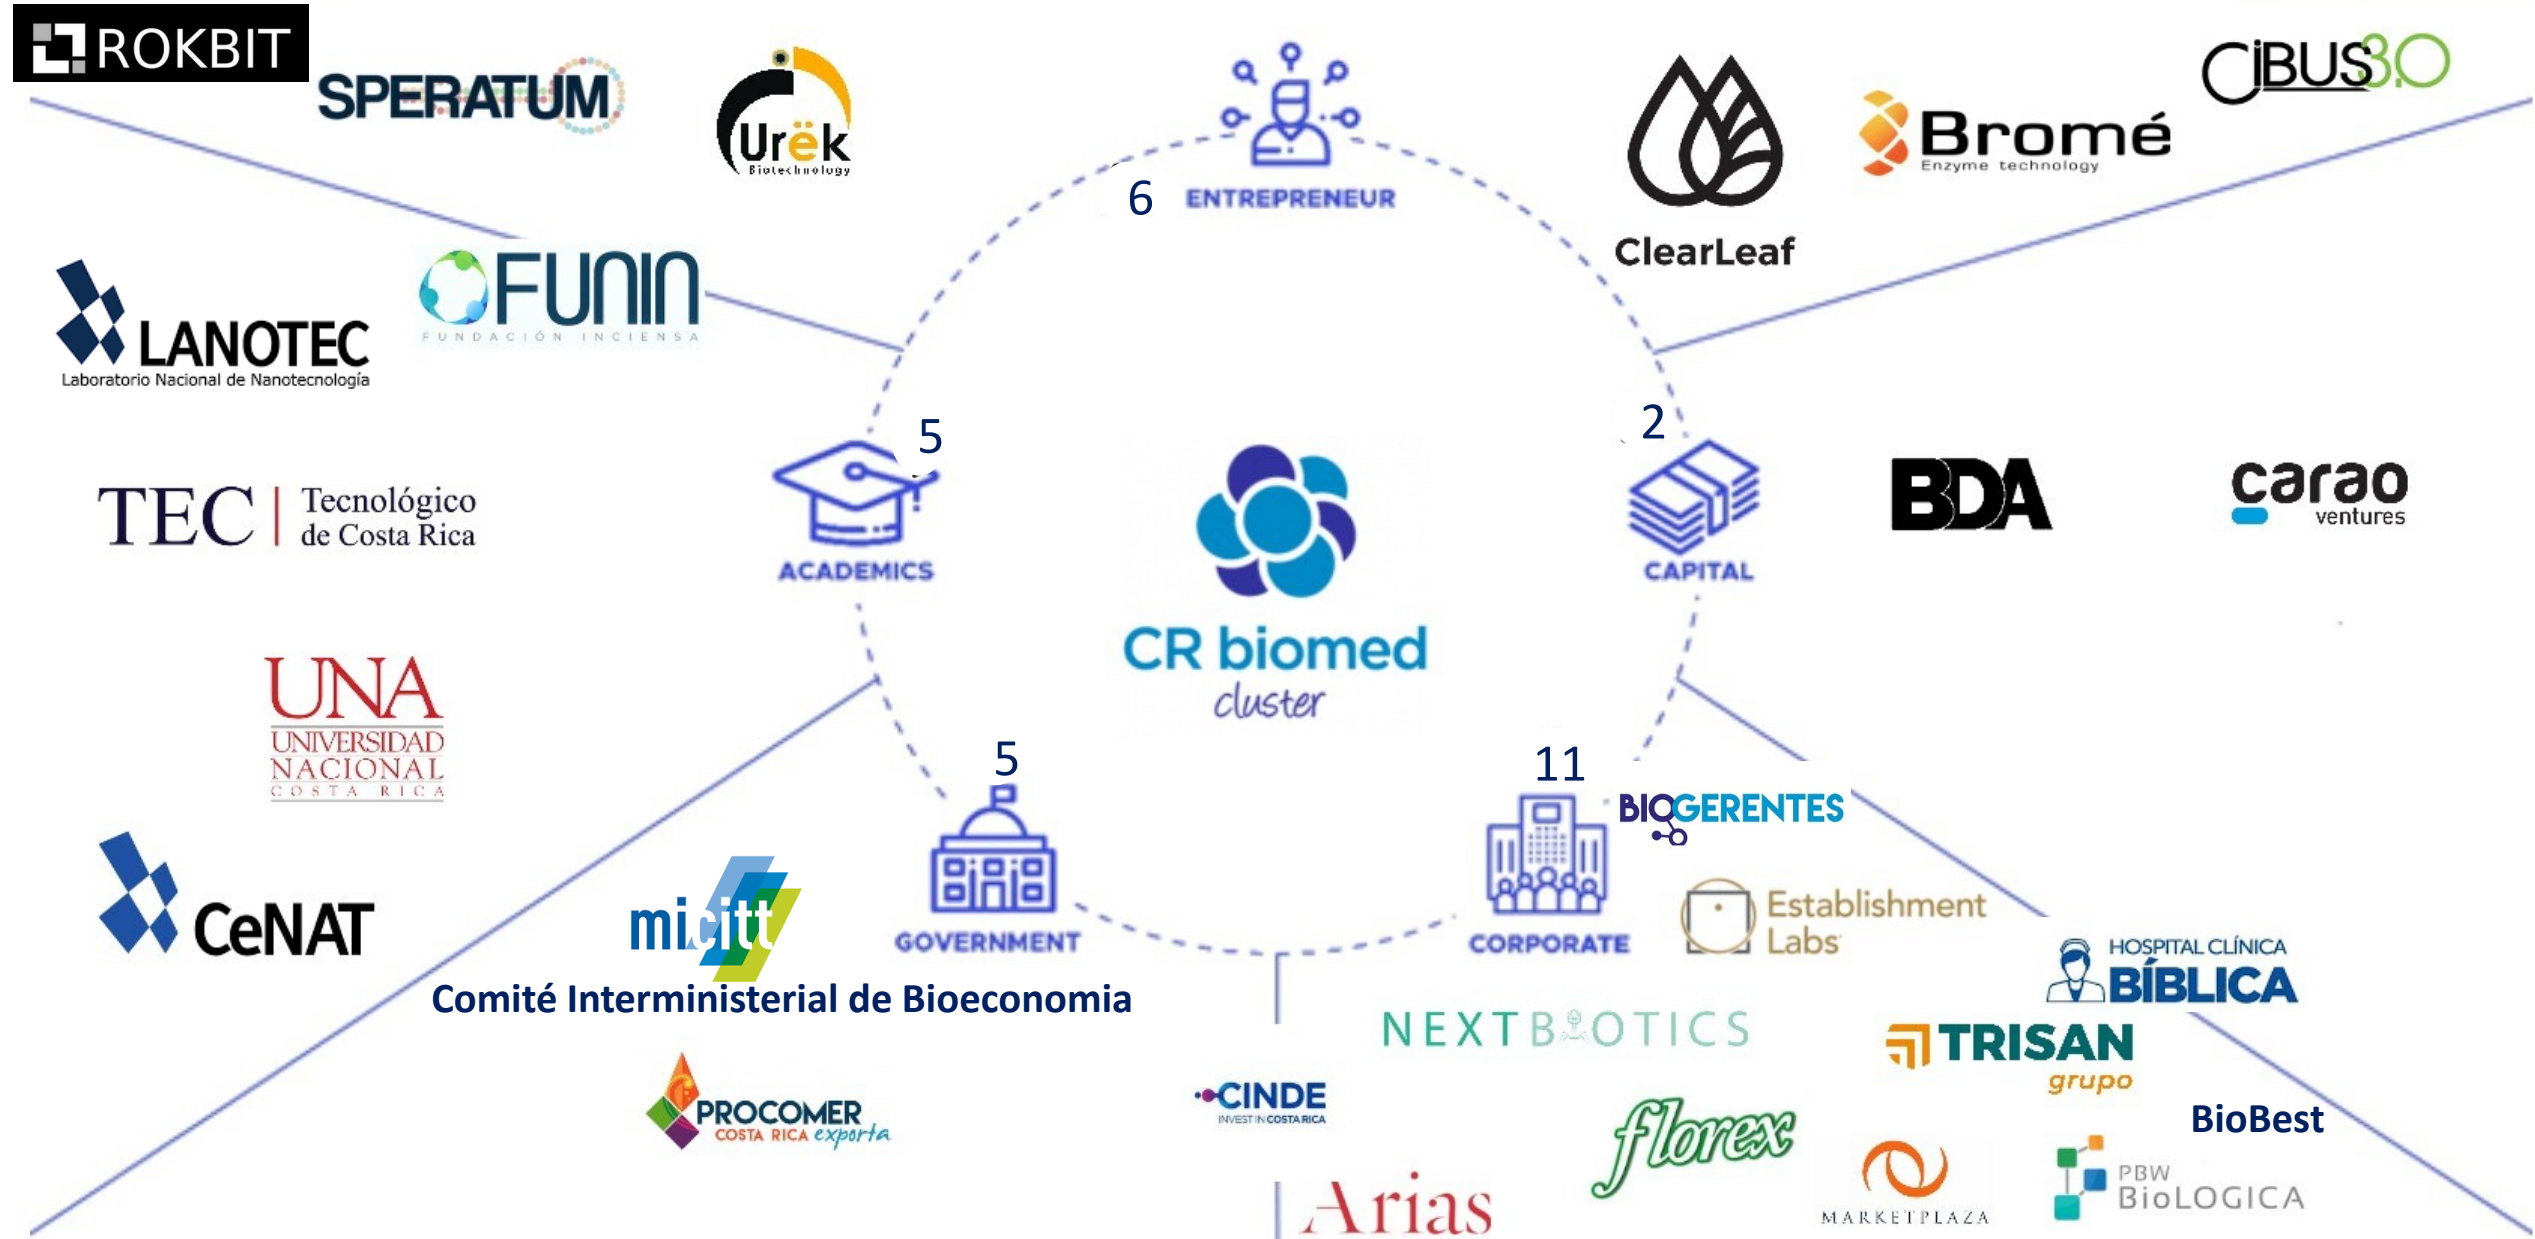 ROKBIT
SPERATUM
Urëk
Biotechnology
6
ENTREPRENEUR
ClearLeaf
Bromé
Enzyme technology
CiBUS3.0
LANOTEC
Laboratorio Nacional de Nanotecnología
FUNIN
FUNDACIÓN INCIENSA
TEC
Tecnológico
de Costa Rica
5
ACADEMICS
UNA
UNIVERSIDAD
NACIONAL
COSTA RICA
CeNAT
CR biomed
cluster
2
CAPITAL
BDA
carao
ventures
5
GOVERNMENT
micitt
Comité Interministerial de Bioeconomia
PROCOMER
COSTA RICA exporta
CINDE
INVEST IN COSTA RICA
11
CORPORATE
BIOGERENTES
Establishment
Labs
NEXTBIOTICS
HOSPITAL CLÍNICA
BÍBLICA
TRISAN
grupo
BioBest
florex
Arias
MARKETPLAZA
PBW
BioLOGICA